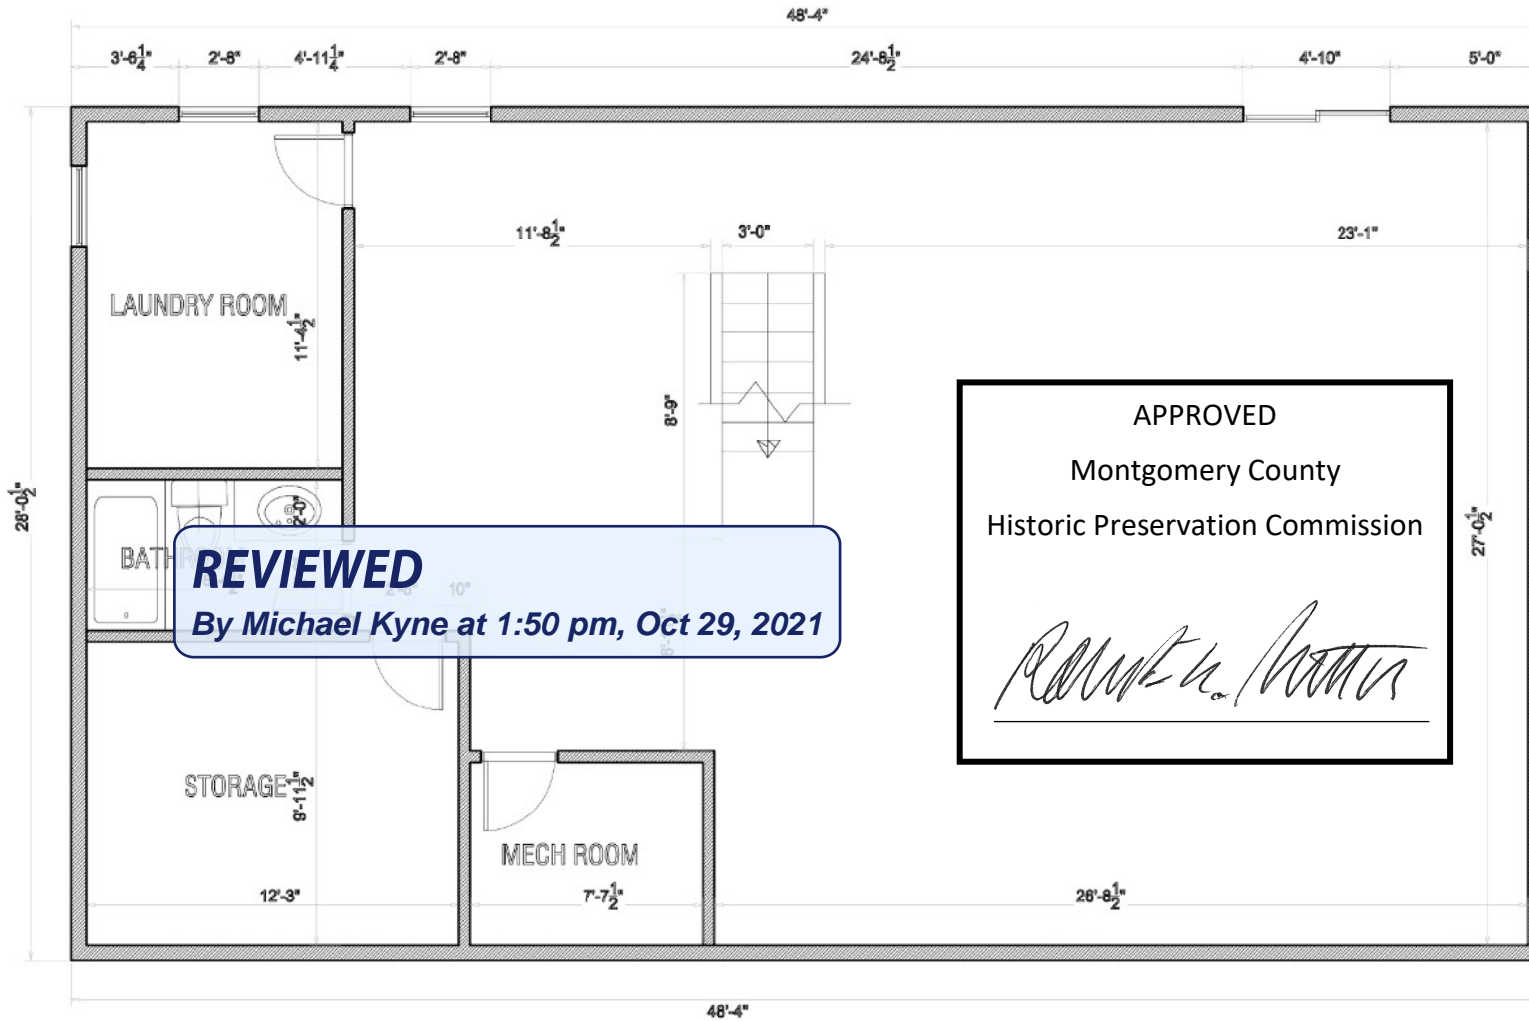 48'-4"
3'-6 1/4" 2'-8" 4'-11 1/4" 2'-8" 24'-8 1/2" 4'-10" 5'-0"
11'-8 1/2" 3'-0" 23'-1"
LAUNDRY ROOM
11'-4 1/2"
8'-9"
28'-0 1/2"
27'-0 1/2"
APPROVED
Montgomery County
Historic Preservation Commission
2'-0"
REVIEWED
By Michael Kyne at 1:50 pm, Oct 29, 2021
10"
STORAGE
9'-11 1/2"
MECH ROOM
12'-3" 7'-7 1/2" 26'-8 1/2"
48'-4"